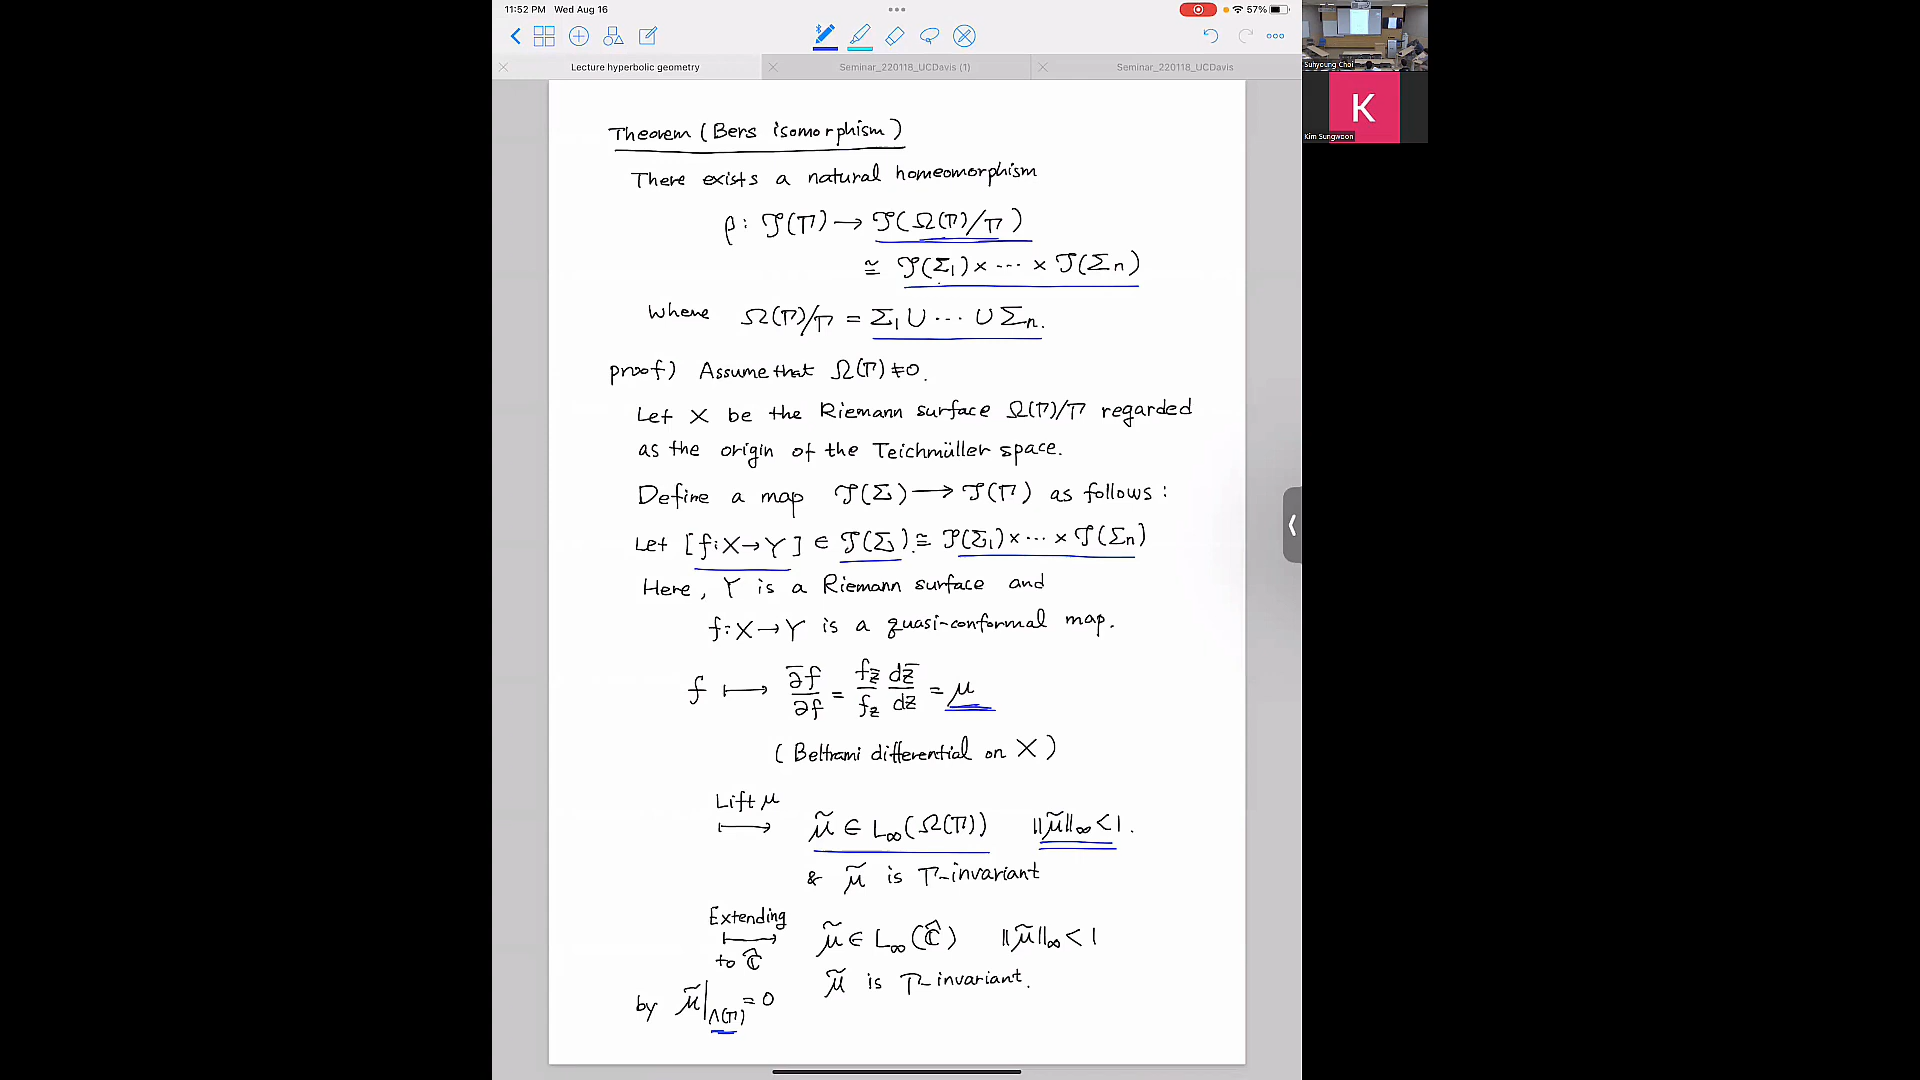 11:52 PM Wed Aug 16
57%
Lecture hyperbolic geometry
Seminar_220118_UCDavis (1)
Seminar_220118_UCDavis
Suhyoung Choi
K
Kim Sungwoon
Theorem (Bers isomorphism)
There exists a natural homeomorphism
β: 𝒯(Γ) → 𝒯(Ω(Γ)/Γ)
≅ 𝒯(Σ₁) × ··· × 𝒯(Σn)
where Ω(Γ)/Γ = Σ₁ ∪ ··· ∪ Σn.
proof) Assume that Ω(Γ) ≠ 0.
Let X be the Riemann surface Ω(Γ)/Γ regarded
as the origin of the Teichmüller space.
Define a map 𝒯(Σ) → 𝒯(Γ) as follows:
Let [f: X → Y] ∈ 𝒯(Σ) ≅ 𝒯(Σ₁) × ··· × 𝒯(Σn)
Here, Y is a Riemann surface and
f: X → Y is a quasi-conformal map.
f ↦ ∂̄f/∂f = f_z̄/f_z dz̄/dz = μ
(Beltrami differential on X)
Lift μ
↦ μ̃ ∈ L∞(Ω(Γ)) ‖μ̃‖∞ < 1.
& μ̃ is Γ-invariant
Extending
↦ μ̃ ∈ L∞(Ĉ) ‖μ̃‖∞ < 1
to Ĉ
μ̃ is Γ-invariant.
by μ̃|Λ(Γ) = 0